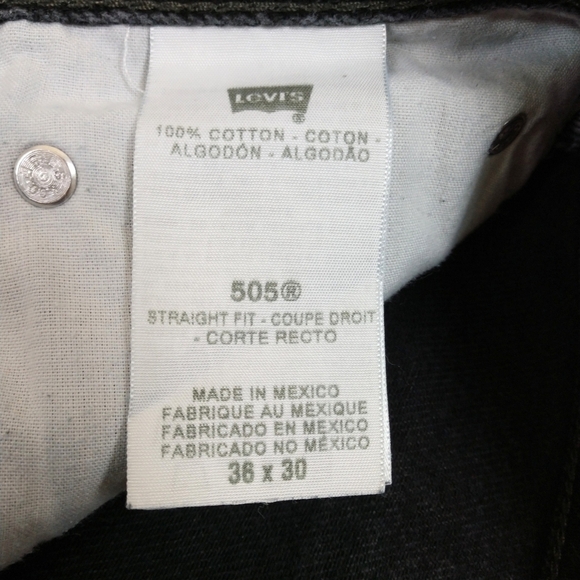 LEVI'S
®
100% COTTON - COTON -
ALGODÓN - ALGODÃO
505®
STRAIGHT FIT - COUPE DROIT
- CORTE RECTO
MADE IN MEXICO
FABRIQUE AU MEXIQUE
FABRICADO EN MEXICO
FABRICADO NO MÉXICO
36 x 30